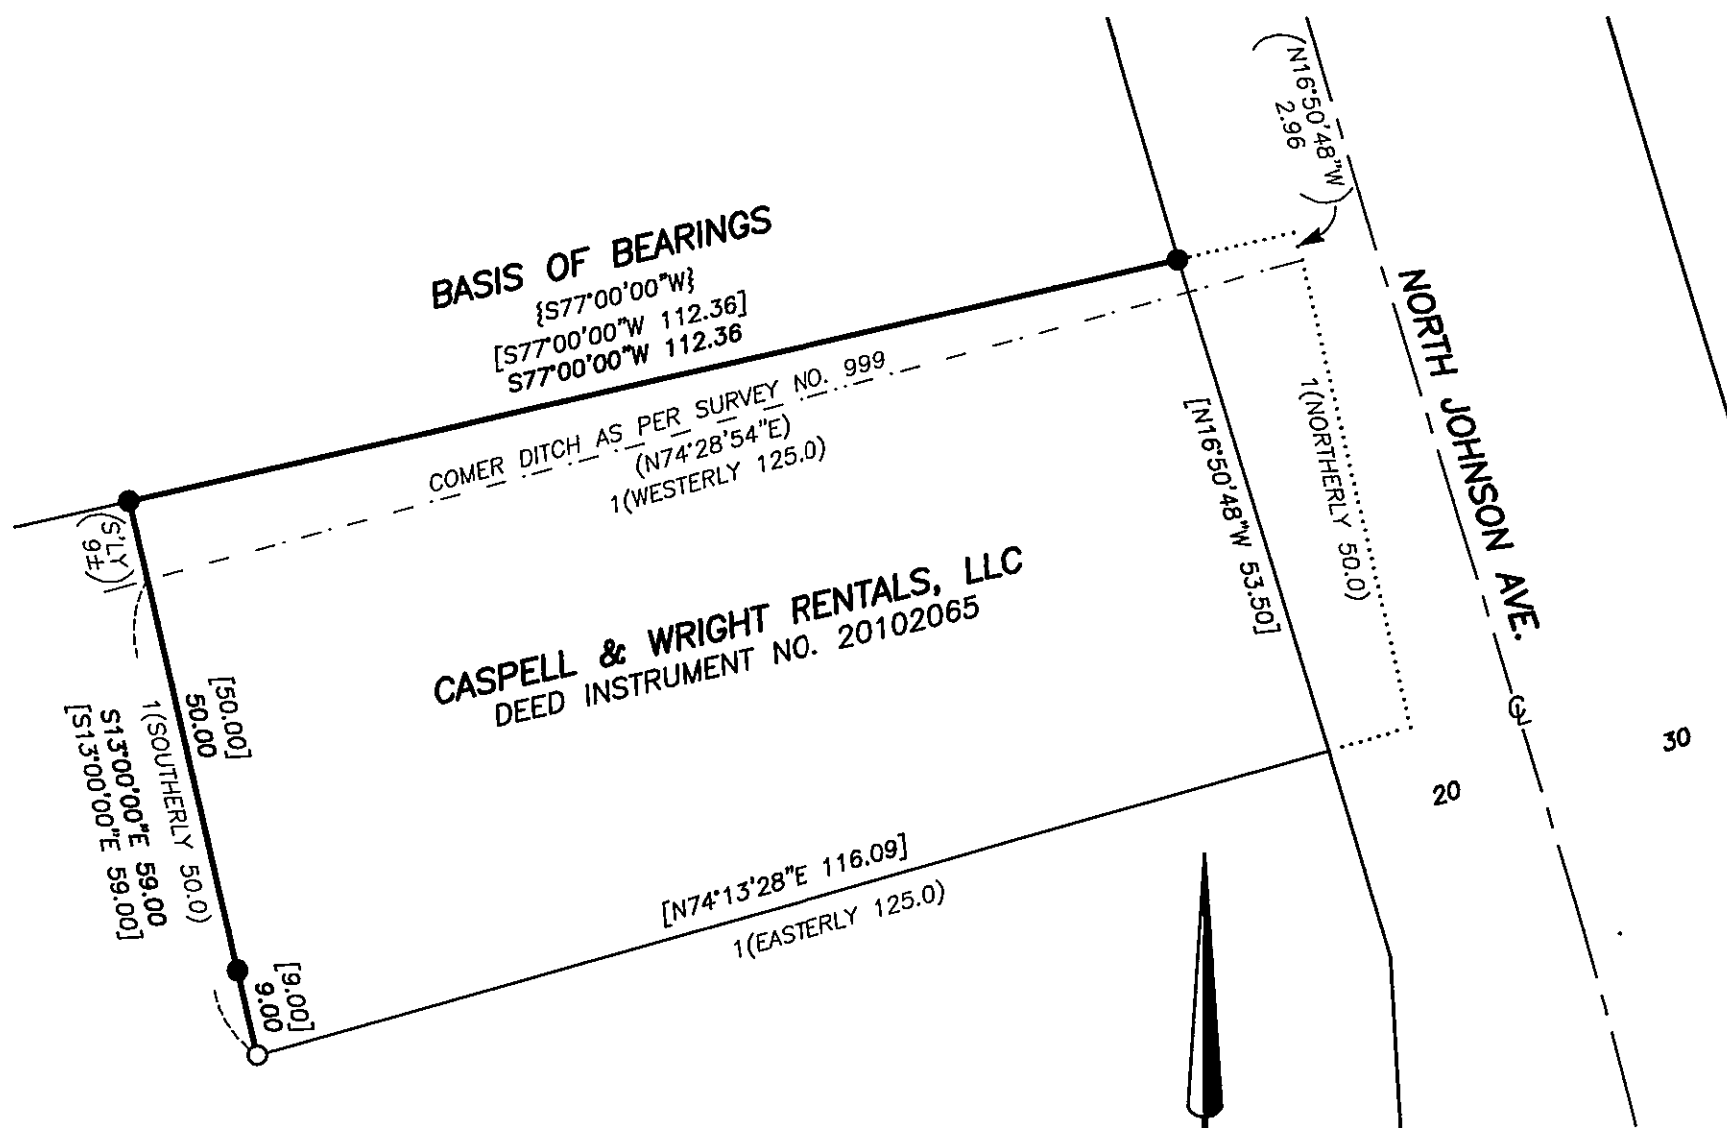 (N16°50'48"W
2.96)
BASIS OF BEARINGS
{S77°00'00"W}
[S77°00'00"W 112.36]
S77°00'00"W 112.36
COMER DITCH AS PER SURVEY NO. 999
(N74°28'54"E)
1(WESTERLY 125.0)
NORTH JOHNSON AVE.
1(NORTHERLY 50.0)
[N16°50'48"W 53.50]
(S'LY
9±)
CASPELL & WRIGHT RENTALS, LLC
DEED INSTRUMENT NO. 20102065
[50.00]
50.00
1(SOUTHERLY 50.0)
S13°00'00"E 59.00
[S13°00'00"E 59.00]
[9.00]
9.00
[N74°13'28"E 116.09]
1(EASTERLY 125.0)
20
30